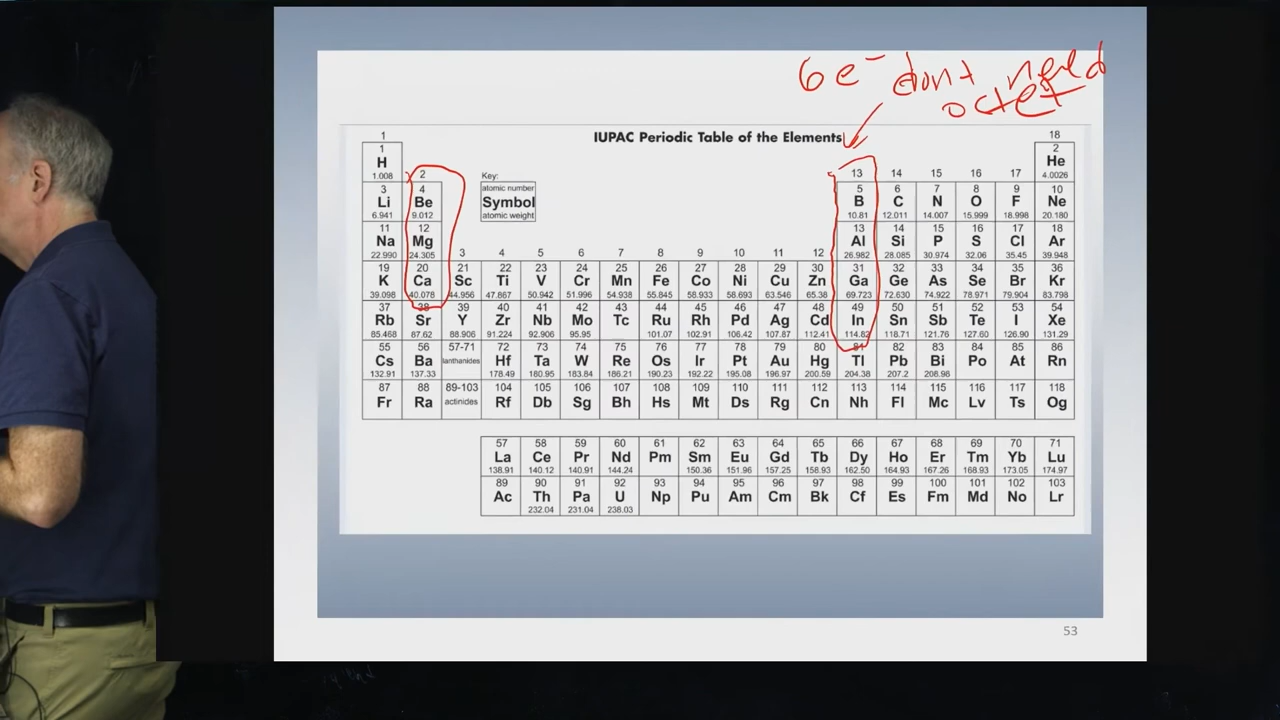 6 e⁻ don't need
octet
IUPAC Periodic Table of the Elements
1 18
1 2
H He
1.008 2 Key: 13 14 15 16 17 4.0026
3 4 atomic number 5 6 7 8 9 10
Li Be Symbol B C N O F Ne
6.941 9.012 atomic weight 10.81 12.011 14.007 15.999 18.998 20.180
11 12 13 14 15 16 17 18
Na Mg Al Si P S Cl Ar
22.990 24.305 3 4 5 6 7 8 9 10 11 12 26.982 28.085 30.974 32.06 35.45 39.948
19 20 21 22 23 24 25 26 27 28 29 30 31 32 33 34 35 36
K Ca Sc Ti V Cr Mn Fe Co Ni Cu Zn Ga Ge As Se Br Kr
39.098 40.078 44.956 47.867 50.942 51.996 54.938 55.845 58.933 58.693 63.546 65.38 69.723 72.630 74.922 78.971 79.904 83.798
37 38 39 40 41 42 43 44 45 46 47 48 49 50 51 52 53 54
Rb Sr Y Zr Nb Mo Tc Ru Rh Pd Ag Cd In Sn Sb Te I Xe
85.468 87.62 88.906 91.224 92.906 95.95 101.07 102.91 106.42 107.87 112.41 114.82 118.71 121.76 127.60 126.90 131.29
55 56 57-71 72 73 74 75 76 77 78 79 80 81 82 83 84 85 86
Cs Ba lanthanides Hf Ta W Re Os Ir Pt Au Hg Tl Pb Bi Po At Rn
132.91 137.33 178.49 180.95 183.84 186.21 190.23 192.22 195.08 196.97 200.59 204.38 207.2 208.98
87 88 89-103 104 105 106 107 108 109 110 111 112 113 114 115 116 117 118
Fr Ra actinides Rf Db Sg Bh Hs Mt Ds Rg Cn Nh Fl Mc Lv Ts Og
57 58 59 60 61 62 63 64 65 66 67 68 69 70 71
La Ce Pr Nd Pm Sm Eu Gd Tb Dy Ho Er Tm Yb Lu
138.91 140.12 140.91 144.24 150.36 151.96 157.25 158.93 162.50 164.93 167.26 168.93 173.05 174.97
89 90 91 92 93 94 95 96 97 98 99 100 101 102 103
Ac Th Pa U Np Pu Am Cm Bk Cf Es Fm Md No Lr
232.04 231.04 238.03
53